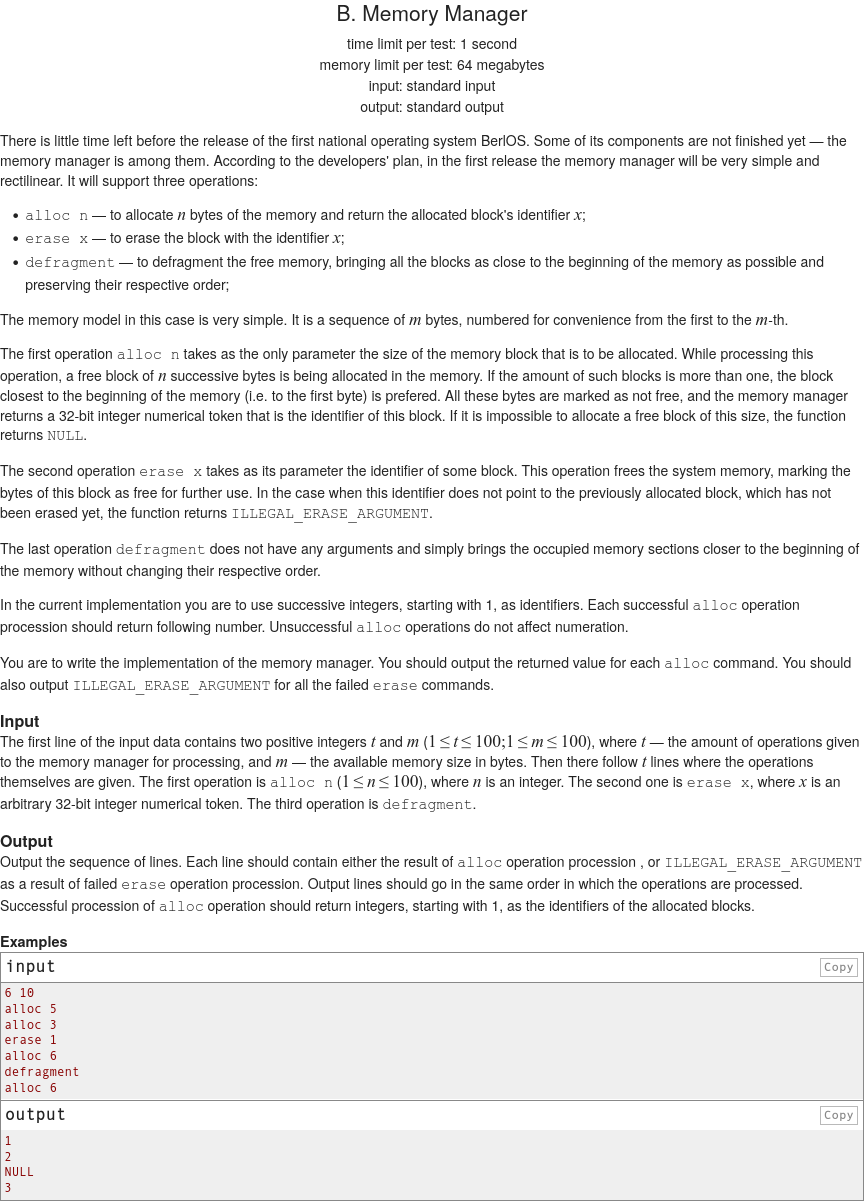 B. Memory Manager
time limit per test: 1 second
memory limit per test: 64 megabytes
input: standard input
output: standard output
There is little time left before the release of the first national operating system BerlOS. Some of its components are not finished yet — the
memory manager is among them. According to the developers' plan, in the first release the memory manager will be very simple and
rectilinear. It will support three operations:
• alloc n — to allocate n bytes of the memory and return the allocated block's identifier x;
• erase x — to erase the block with the identifier x;
• defragment — to defragment the free memory, bringing all the blocks as close to the beginning of the memory as possible and
preserving their respective order;
The memory model in this case is very simple. It is a sequence of m bytes, numbered for convenience from the first to the m-th.
The first operation alloc n takes as the only parameter the size of the memory block that is to be allocated. While processing this
operation, a free block of n successive bytes is being allocated in the memory. If the amount of such blocks is more than one, the block
closest to the beginning of the memory (i.e. to the first byte) is prefered. All these bytes are marked as not free, and the memory manager
returns a 32-bit integer numerical token that is the identifier of this block. If it is impossible to allocate a free block of this size, the function
returns NULL.
The second operation erase x takes as its parameter the identifier of some block. This operation frees the system memory, marking the
bytes of this block as free for further use. In the case when this identifier does not point to the previously allocated block, which has not
been erased yet, the function returns ILLEGAL_ERASE_ARGUMENT.
The last operation defragment does not have any arguments and simply brings the occupied memory sections closer to the beginning of
the memory without changing their respective order.
In the current implementation you are to use successive integers, starting with 1, as identifiers. Each successful alloc operation
procession should return following number. Unsuccessful alloc operations do not affect numeration.
You are to write the implementation of the memory manager. You should output the returned value for each alloc command. You should
also output ILLEGAL_ERASE_ARGUMENT for all the failed erase commands.
Input
The first line of the input data contains two positive integers t and m (1 ≤ t ≤ 100; 1 ≤ m ≤ 100), where t — the amount of operations given
to the memory manager for processing, and m — the available memory size in bytes. Then there follow t lines where the operations
themselves are given. The first operation is alloc n (1 ≤ n ≤ 100), where n is an integer. The second one is erase x, where x is an
arbitrary 32-bit integer numerical token. The third operation is defragment.
Output
Output the sequence of lines. Each line should contain either the result of alloc operation procession , or ILLEGAL_ERASE_ARGUMENT
as a result of failed erase operation procession. Output lines should go in the same order in which the operations are processed.
Successful procession of alloc operation should return integers, starting with 1, as the identifiers of the allocated blocks.
Examples
input Copy
6 10
alloc 5
alloc 3
erase 1
alloc 6
defragment
alloc 6
output Copy
1
2
NULL
3